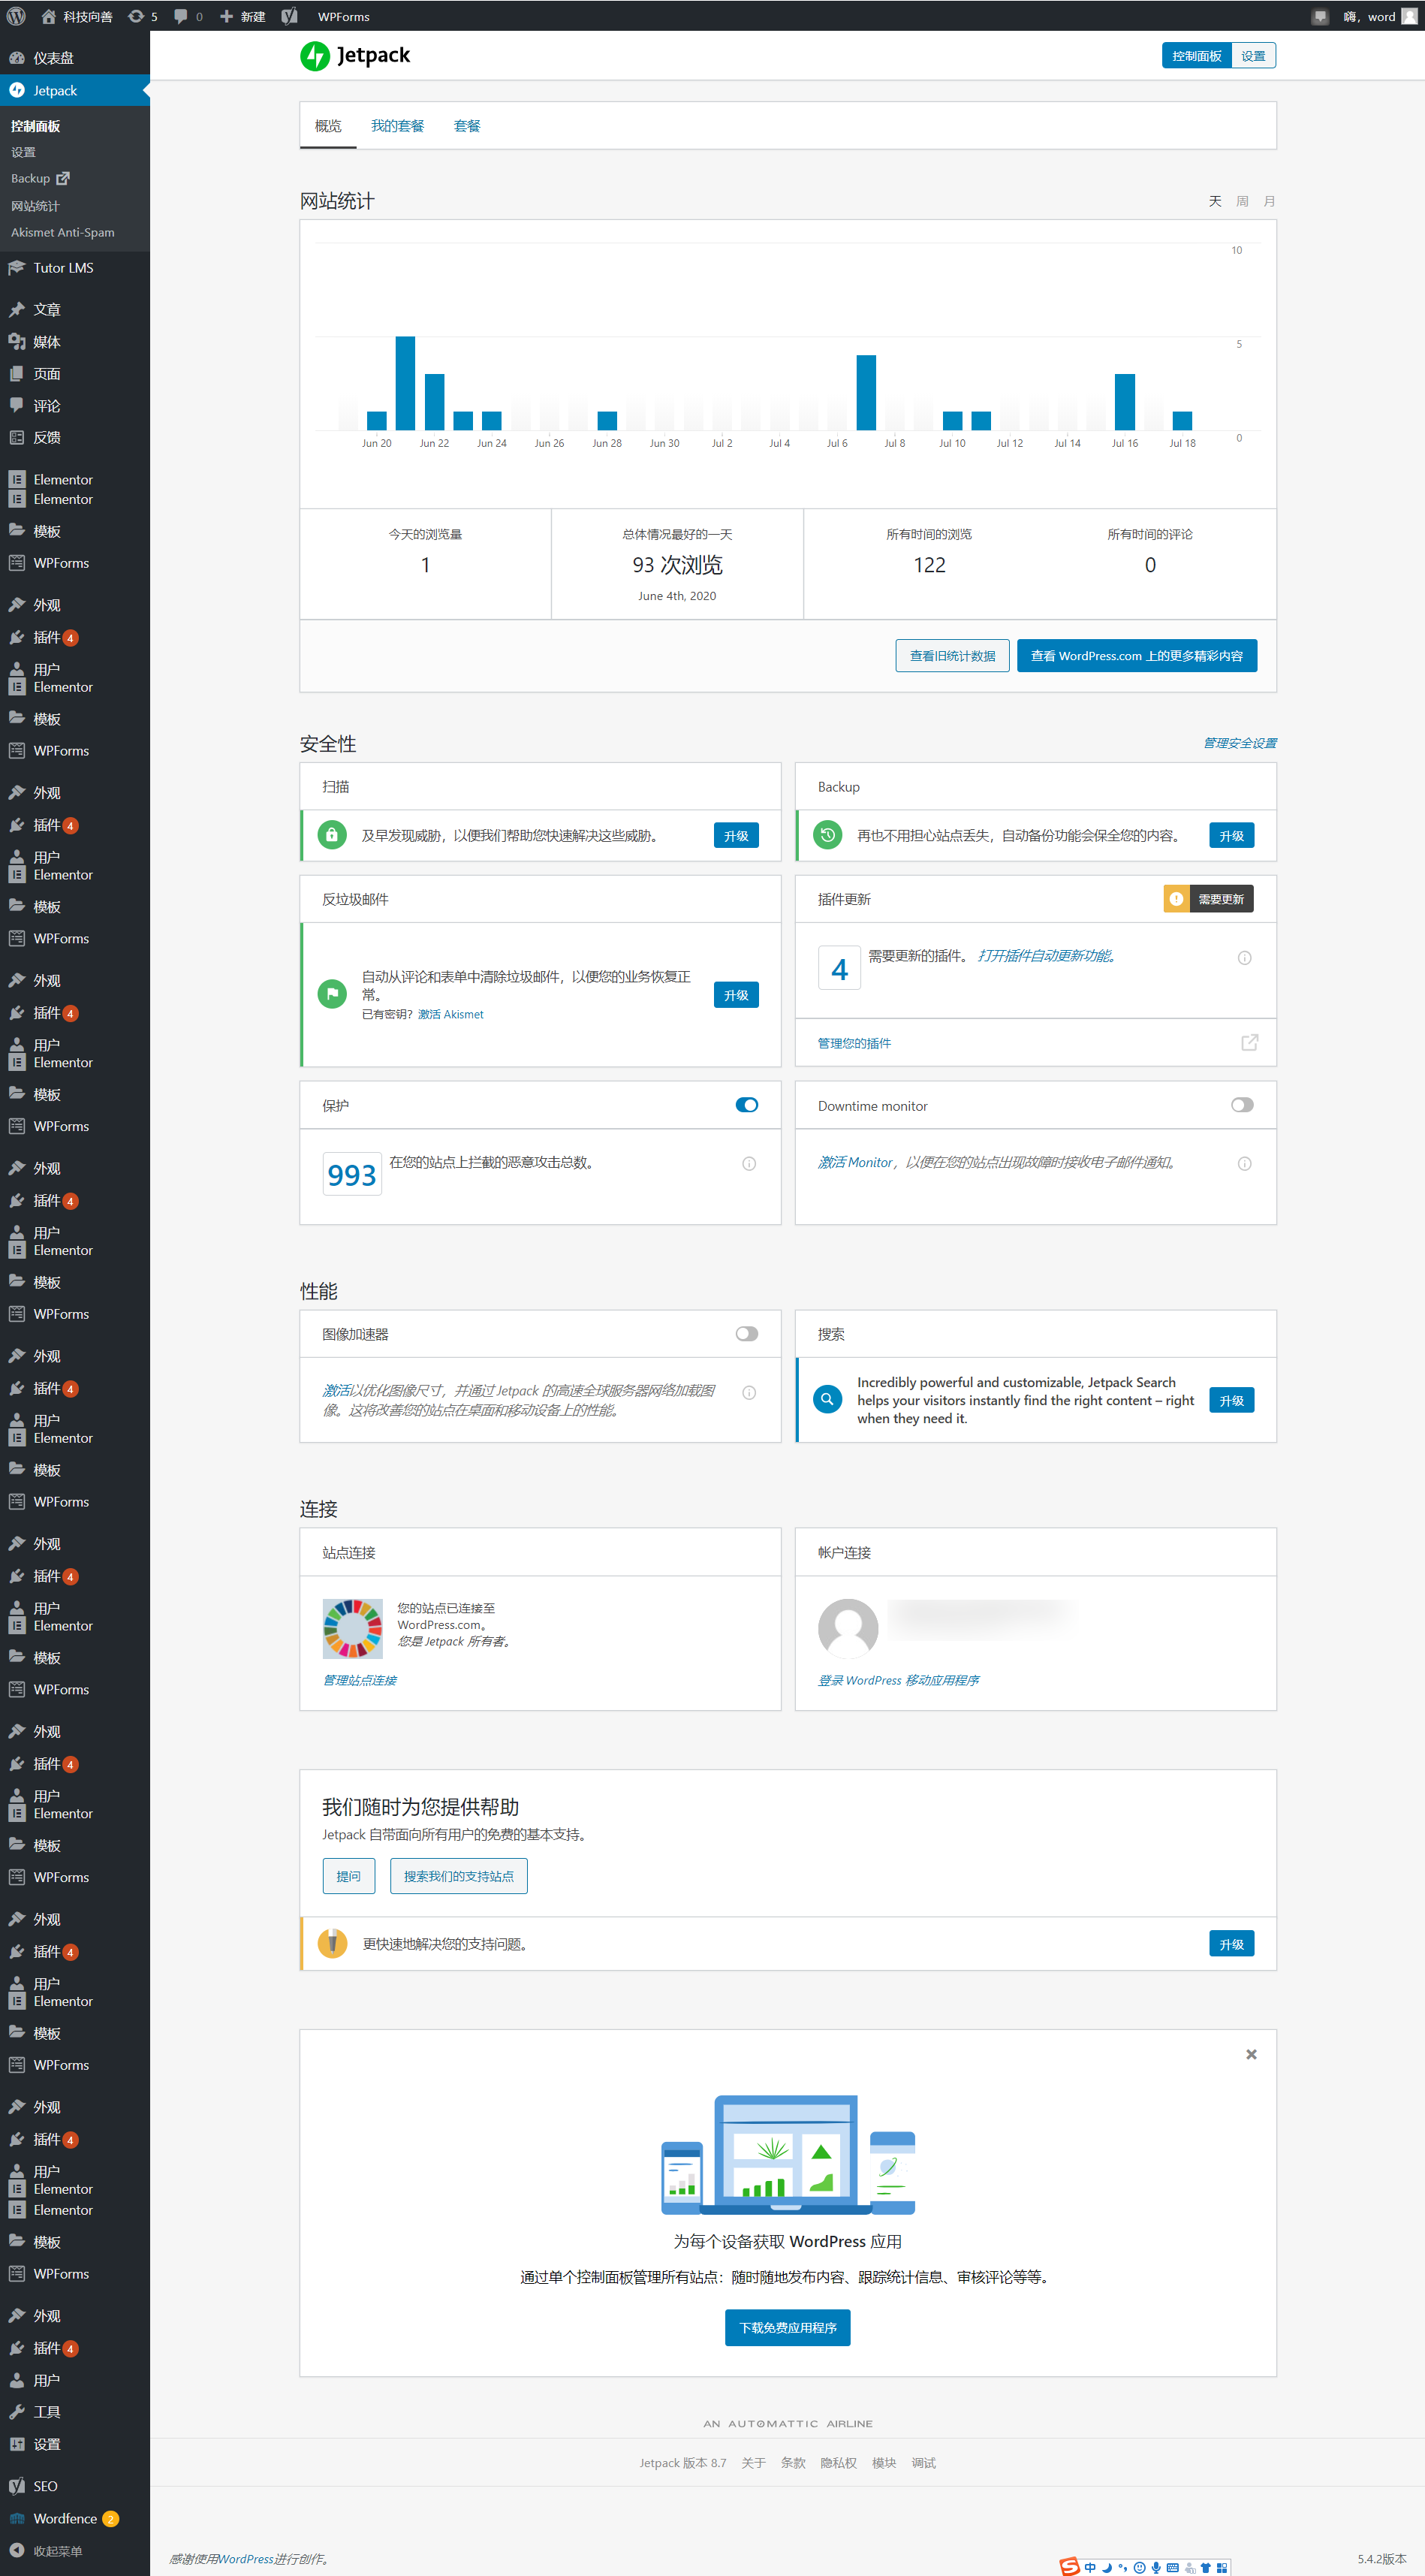 科技向善 5 0 新建 WPForms 嗨，word
仪表盘
Jetpack
控制面板
设置
Backup
网站统计
Akismet Anti-Spam
Tutor LMS
文章
媒体
页面
评论
反馈
Elementor
Elementor
模板
WPForms
外观
插件 4
用户
Elementor
模板
WPForms
外观
插件 4
用户
Elementor
模板
WPForms
外观
插件 4
用户
Elementor
模板
WPForms
外观
插件 4
用户
Elementor
模板
WPForms
外观
插件 4
用户
Elementor
模板
WPForms
外观
插件 4
用户
Elementor
模板
WPForms
外观
插件 4
用户
Elementor
模板
WPForms
外观
插件 4
用户
Elementor
模板
WPForms
外观
插件 4
用户
Elementor
Elementor
模板
WPForms
外观
插件 4
用户
工具
设置
SEO
Wordfence 2
收起菜单
Jetpack
控制面板 设置
概览 我的套餐 套餐
网站统计
天 周 月
10
5
0
Jun 20 Jun 22 Jun 24 Jun 26 Jun 28 Jun 30 Jul 2 Jul 4 Jul 6 Jul 8 Jul 10 Jul 12 Jul 14 Jul 16 Jul 18
今天的浏览量
1
总体情况最好的一天
93 次浏览
June 4th, 2020
所有时间的浏览
122
所有时间的评论
0
查看旧统计数据 查看 WordPress.com 上的更多精彩内容
安全性
管理安全设置
扫描
及早发现威胁，以便我们帮助您快速解决这些威胁。 升级
Backup
再也不用担心站点丢失，自动备份功能会保全您的内容。 升级
反垃圾邮件
自动从评论和表单中清除垃圾邮件，以便您的业务恢复正
常。
已有密钥？激活 Akismet
升级
插件更新
需要更新
4 需要更新的插件。 打开插件自动更新功能。
管理您的插件
保护
993 在您的站点上拦截的恶意攻击总数。
Downtime monitor
激活 Monitor，以便在您的站点出现故障时接收电子邮件通知。
性能
图像加速器
激活以优化图像尺寸，并通过 Jetpack 的高速全球服务器网络加载图
像。这将改善您的站点在桌面和移动设备上的性能。
搜索
Incredibly powerful and customizable, Jetpack Search
helps your visitors instantly find the right content – right
when they need it.
升级
连接
站点连接
您的站点已连接至
WordPress.com。
您是 Jetpack 所有者。
管理站点连接
帐户连接
登录 WordPress 移动应用程序
我们随时为您提供帮助
Jetpack 自带面向所有用户的免费的基本支持。
提问 搜索我们的支持站点
更快速地解决您的支持问题。 升级
为每个设备获取 WordPress 应用
通过单个控制面板管理所有站点：随时随地发布内容、跟踪统计信息、审核评论等等。
下载免费应用程序
AN AUTOMATTIC AIRLINE
Jetpack 版本 8.7 关于 条款 隐私权 模块 调试
感谢使用WordPress进行创作。
中
5.4.2版本